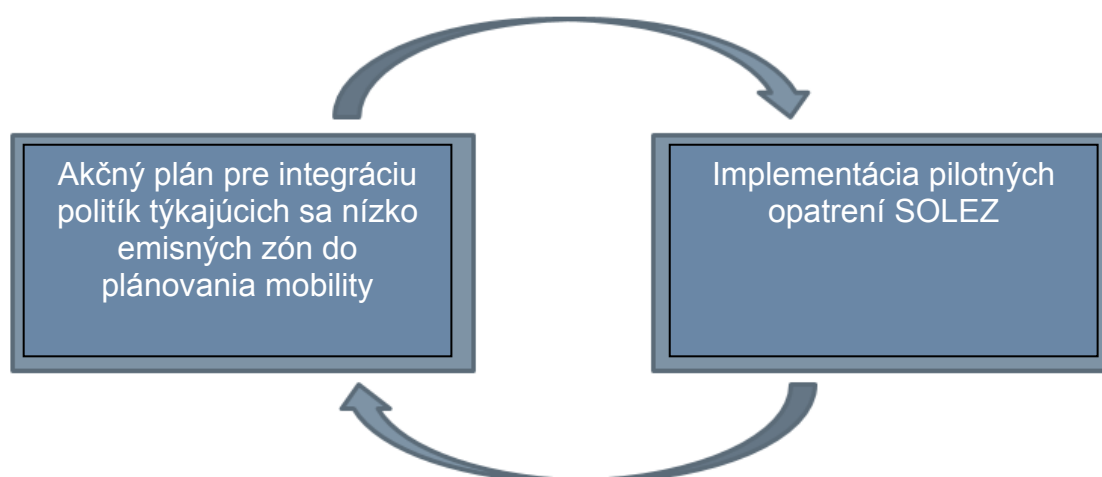 Akčný plán pre integráciu
politík týkajúcich sa nízko
emisných zón do
plánovania mobility
Implementácia pilotných
opatrení SOLEZ